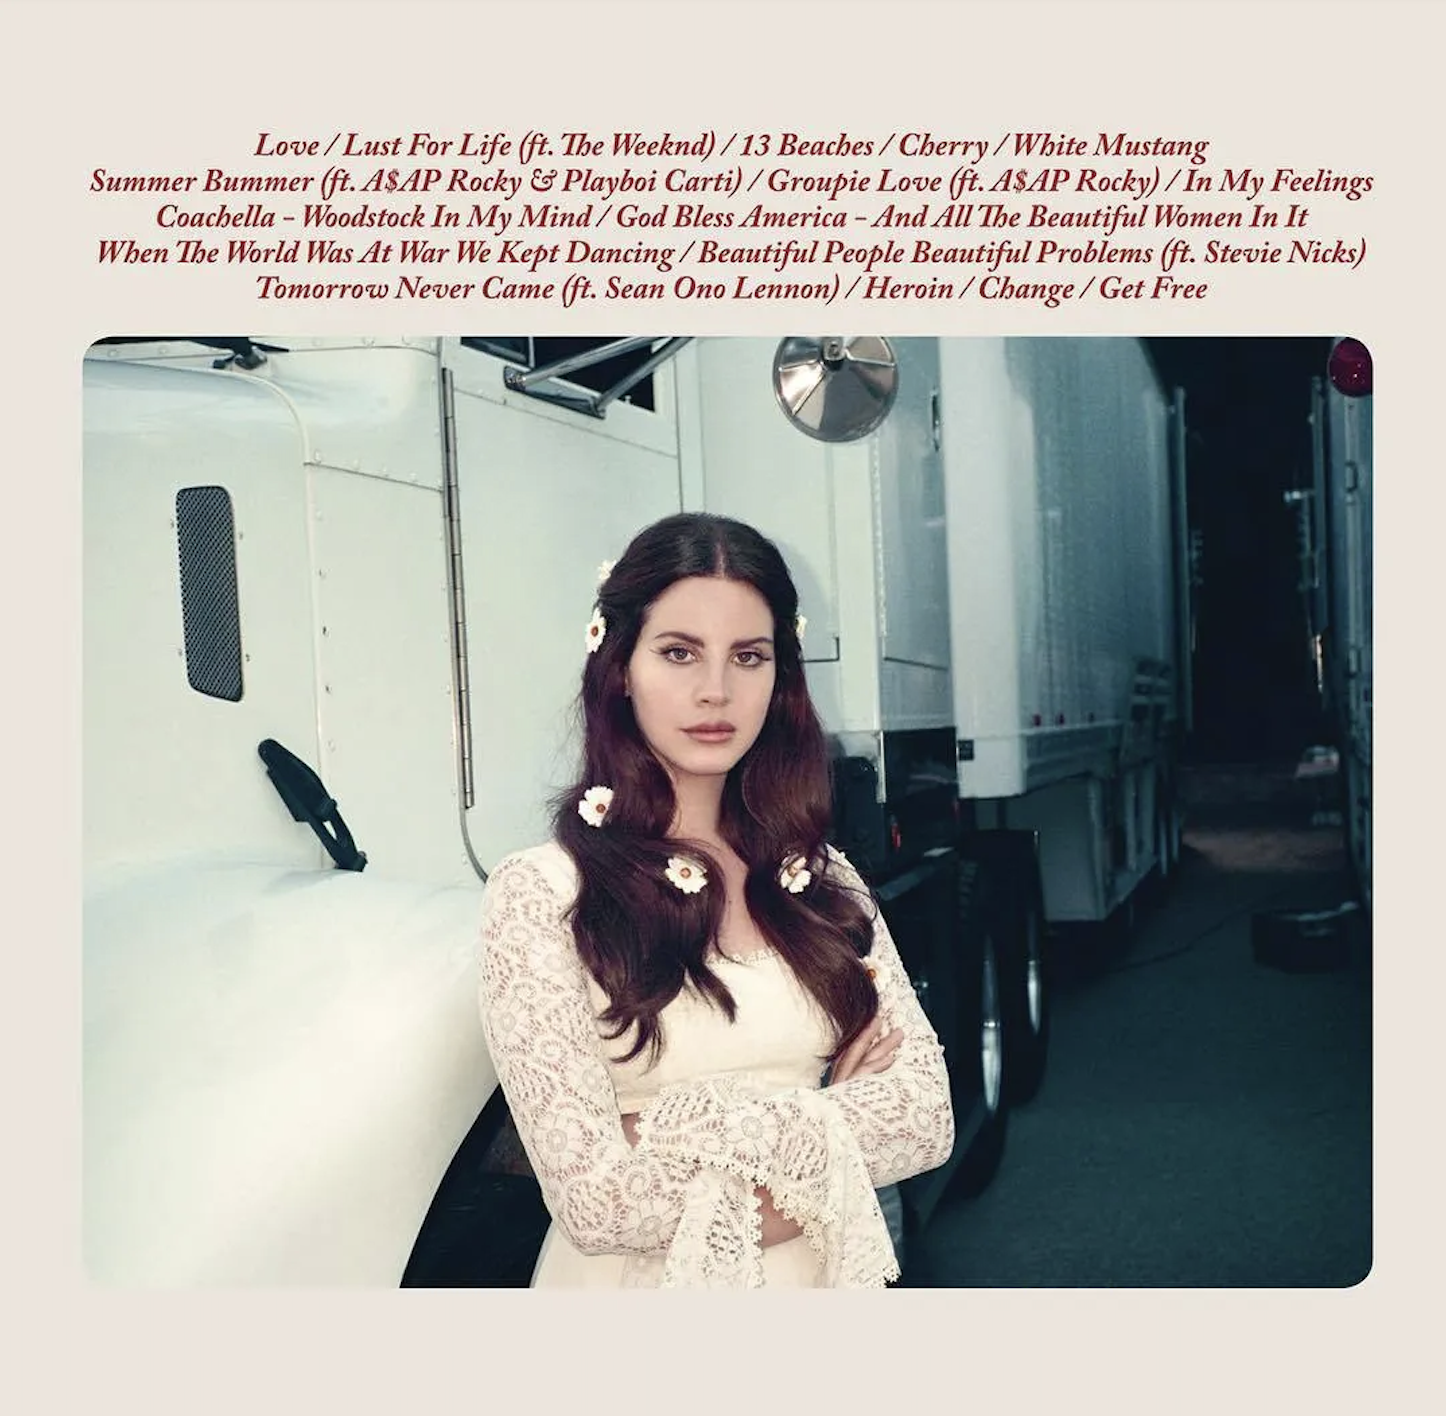 Love / Lust For Life (ft. The Weeknd) / 13 Beaches / Cherry / White Mustang
Summer Bummer (ft. A$AP Rocky & Playboi Carti) / Groupie Love (ft. A$AP Rocky) / In My Feelings
Coachella – Woodstock In My Mind / God Bless America – And All The Beautiful Women In It
When The World Was At War We Kept Dancing / Beautiful People Beautiful Problems (ft. Stevie Nicks)
Tomorrow Never Came (ft. Sean Ono Lennon) / Heroin / Change / Get Free